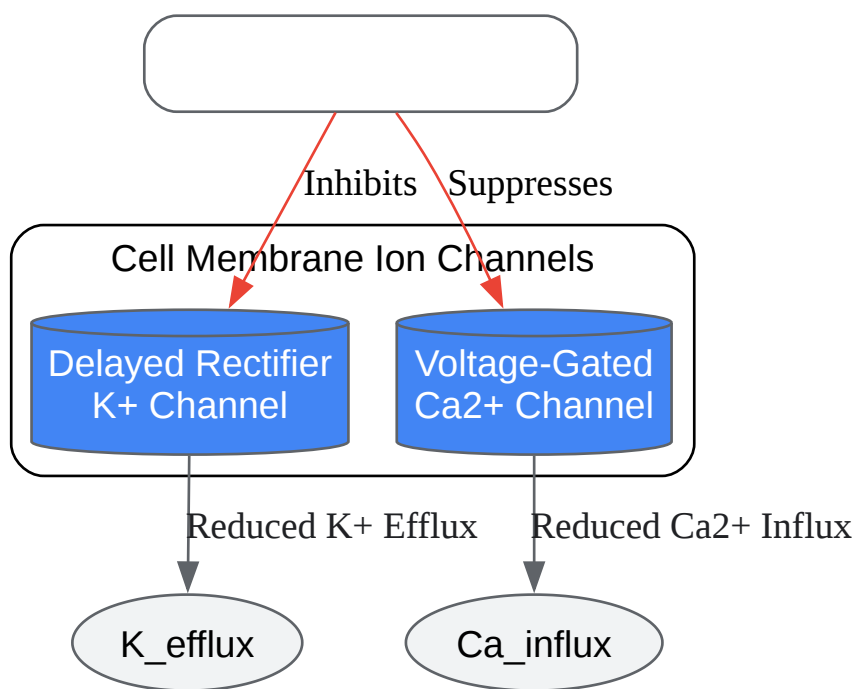 Inhibits
Suppresses
Cell Membrane Ion Channels
Delayed Rectifier
K+ Channel
Voltage-Gated
Ca2+ Channel
Reduced K+ Efflux
Reduced Ca2+ Influx
K_efflux
Ca_influx